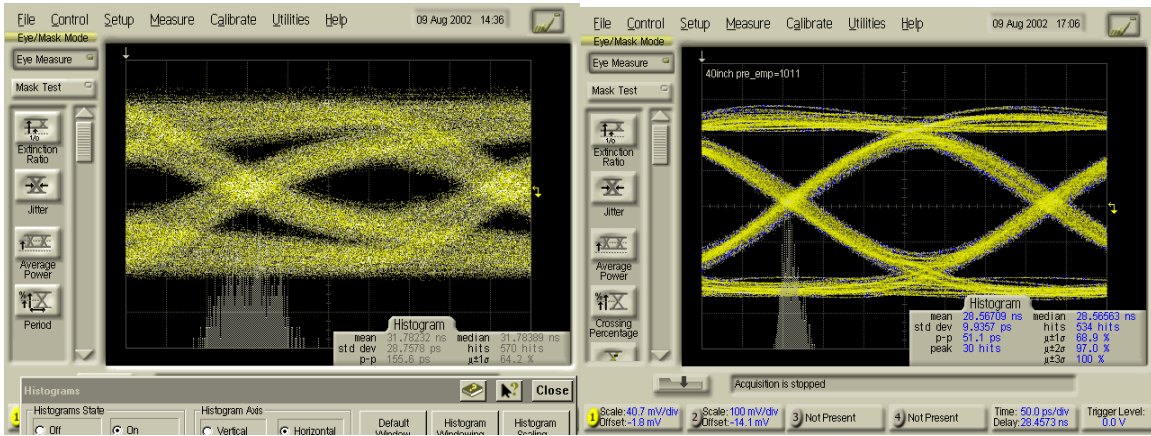 File Control Setup Measure Calibrate Utilities Help 09 Aug 2002 14:36
Eye/Mask Mode
Eye Measure
Mask Test
Extinction
Ratio
Jitter
Average
Power
Period
Histogram
mean 31.78232 ns median 31.78389 ns
std dev 28.7578 ps hits 570 hits
p-p 155.6 ps µ±1σ 64.2 %
Histograms Close
Histograms State
Off On
Histogram Axis
Vertical Horizontal
Default
Window
Histogram
Windowing
Histogram
Scaling
1
File Control Setup Measure Calibrate Utilities Help 09 Aug 2002 17:06
Eye/Mask Mode
Eye Measure
Mask Test
Extinction
Ratio
Jitter
Average
Power
Crossing
Percentage
40inch pre_emp=1011
Histogram
mean 28.56709 ns median 28.56563 ns
std dev 9.9357 ps hits 534 hits
p-p 51.1 ps µ±1σ 68.9 %
peak 30 hits µ±2σ 97.0 %
µ±3σ 100 %
Acquisition is stopped
1 Scale:40.7 mV/div
Offset:-1.8 mV
2 Scale:100 mV/div
Offset:-14.1 mV
3 Not Present
4 Not Present
Time:50.0 ps/div
Delay:28.4573 ns
Trigger Level:
0.0 V